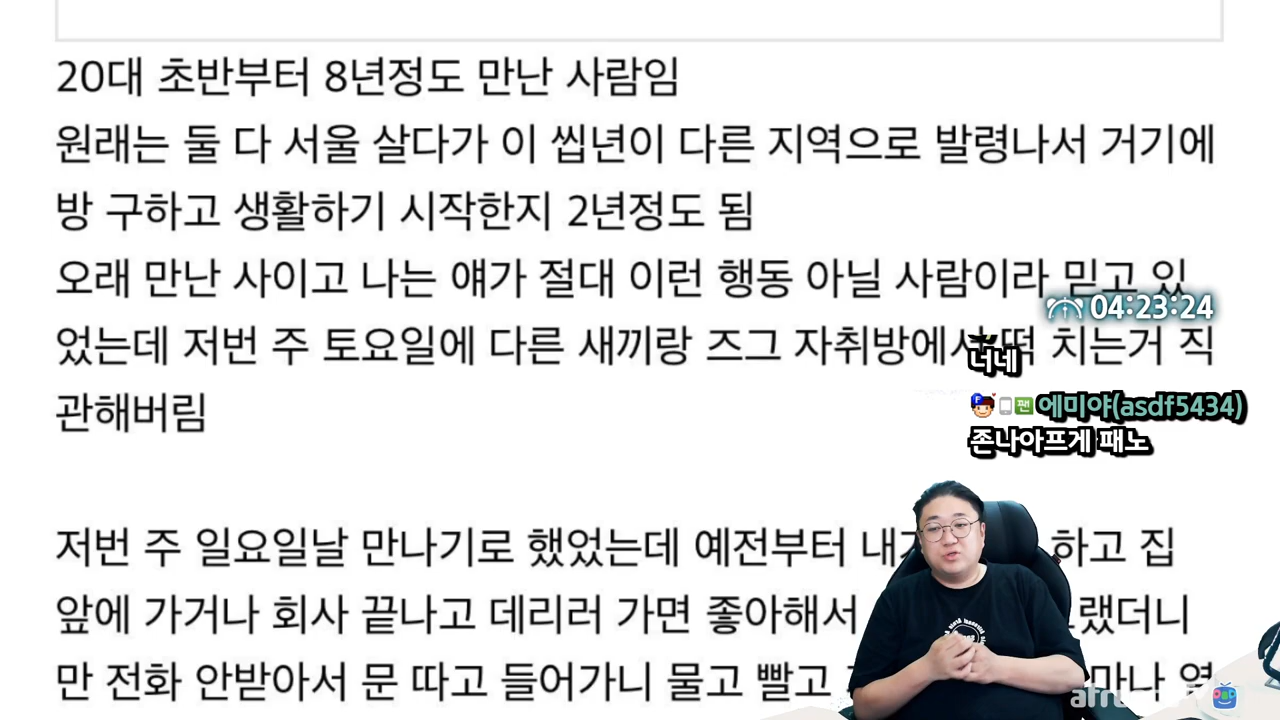 20대 초반부터 8년정도 만난 사람임
원래는 둘 다 서울 살다가 이 씹년이 다른 지역으로 발령나서 거기에
방 구하고 생활하기 시작한지 2년정도 됨
오래 만난 사이고 나는 얘가 절대 이런 행동 아닐 사람이라 믿고 있
04:23:24
었는데 저번 주 토요일에 다른 새끼랑 즈그 자취방에서 떡 치는거 직
너네
관해버림
에미야(asdf5434)
존나아프게 패노
저번 주 일요일날 만나기로 했었는데 예전부터 하고 집
앞에 가거나 회사 끝나고 데리러 가면 좋아해서
만 전화 안받아서 문 따고 들어가니 물고 빨고